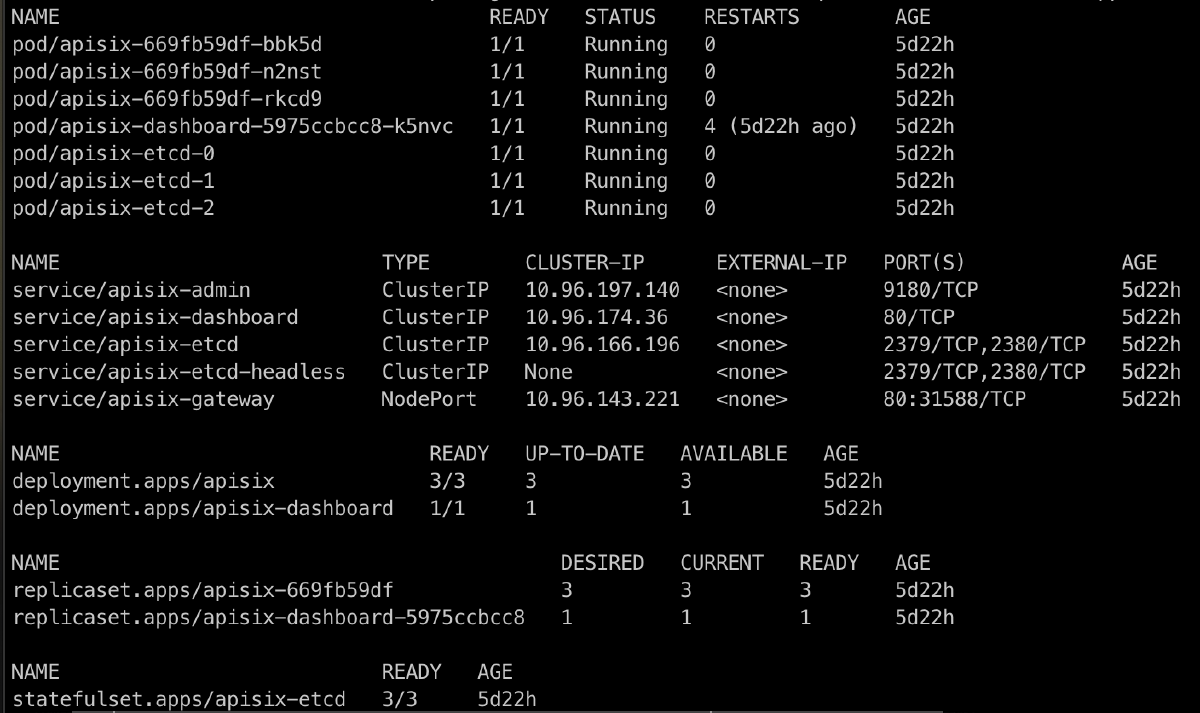 NAME READY STATUS RESTARTS AGE
pod/apisix-669fb59df-bbk5d 1/1 Running 0 5d22h
pod/apisix-669fb59df-n2nst 1/1 Running 0 5d22h
pod/apisix-669fb59df-rkcd9 1/1 Running 0 5d22h
pod/apisix-dashboard-5975ccbcc8-k5nvc 1/1 Running 4 (5d22h ago) 5d22h
pod/apisix-etcd-0 1/1 Running 0 5d22h
pod/apisix-etcd-1 1/1 Running 0 5d22h
pod/apisix-etcd-2 1/1 Running 0 5d22h
NAME TYPE CLUSTER-IP EXTERNAL-IP PORT(S) AGE
service/apisix-admin ClusterIP 10.96.197.140 <none> 9180/TCP 5d22h
service/apisix-dashboard ClusterIP 10.96.174.36 <none> 80/TCP 5d22h
service/apisix-etcd ClusterIP 10.96.166.196 <none> 2379/TCP,2380/TCP 5d22h
service/apisix-etcd-headless ClusterIP None <none> 2379/TCP,2380/TCP 5d22h
service/apisix-gateway NodePort 10.96.143.221 <none> 80:31588/TCP 5d22h
NAME READY UP-TO-DATE AVAILABLE AGE
deployment.apps/apisix 3/3 3 3 5d22h
deployment.apps/apisix-dashboard 1/1 1 1 5d22h
NAME DESIRED CURRENT READY AGE
replicaset.apps/apisix-669fb59df 3 3 3 5d22h
replicaset.apps/apisix-dashboard-5975ccbcc8 1 1 1 5d22h
NAME READY AGE
statefulset.apps/apisix-etcd 3/3 5d22h